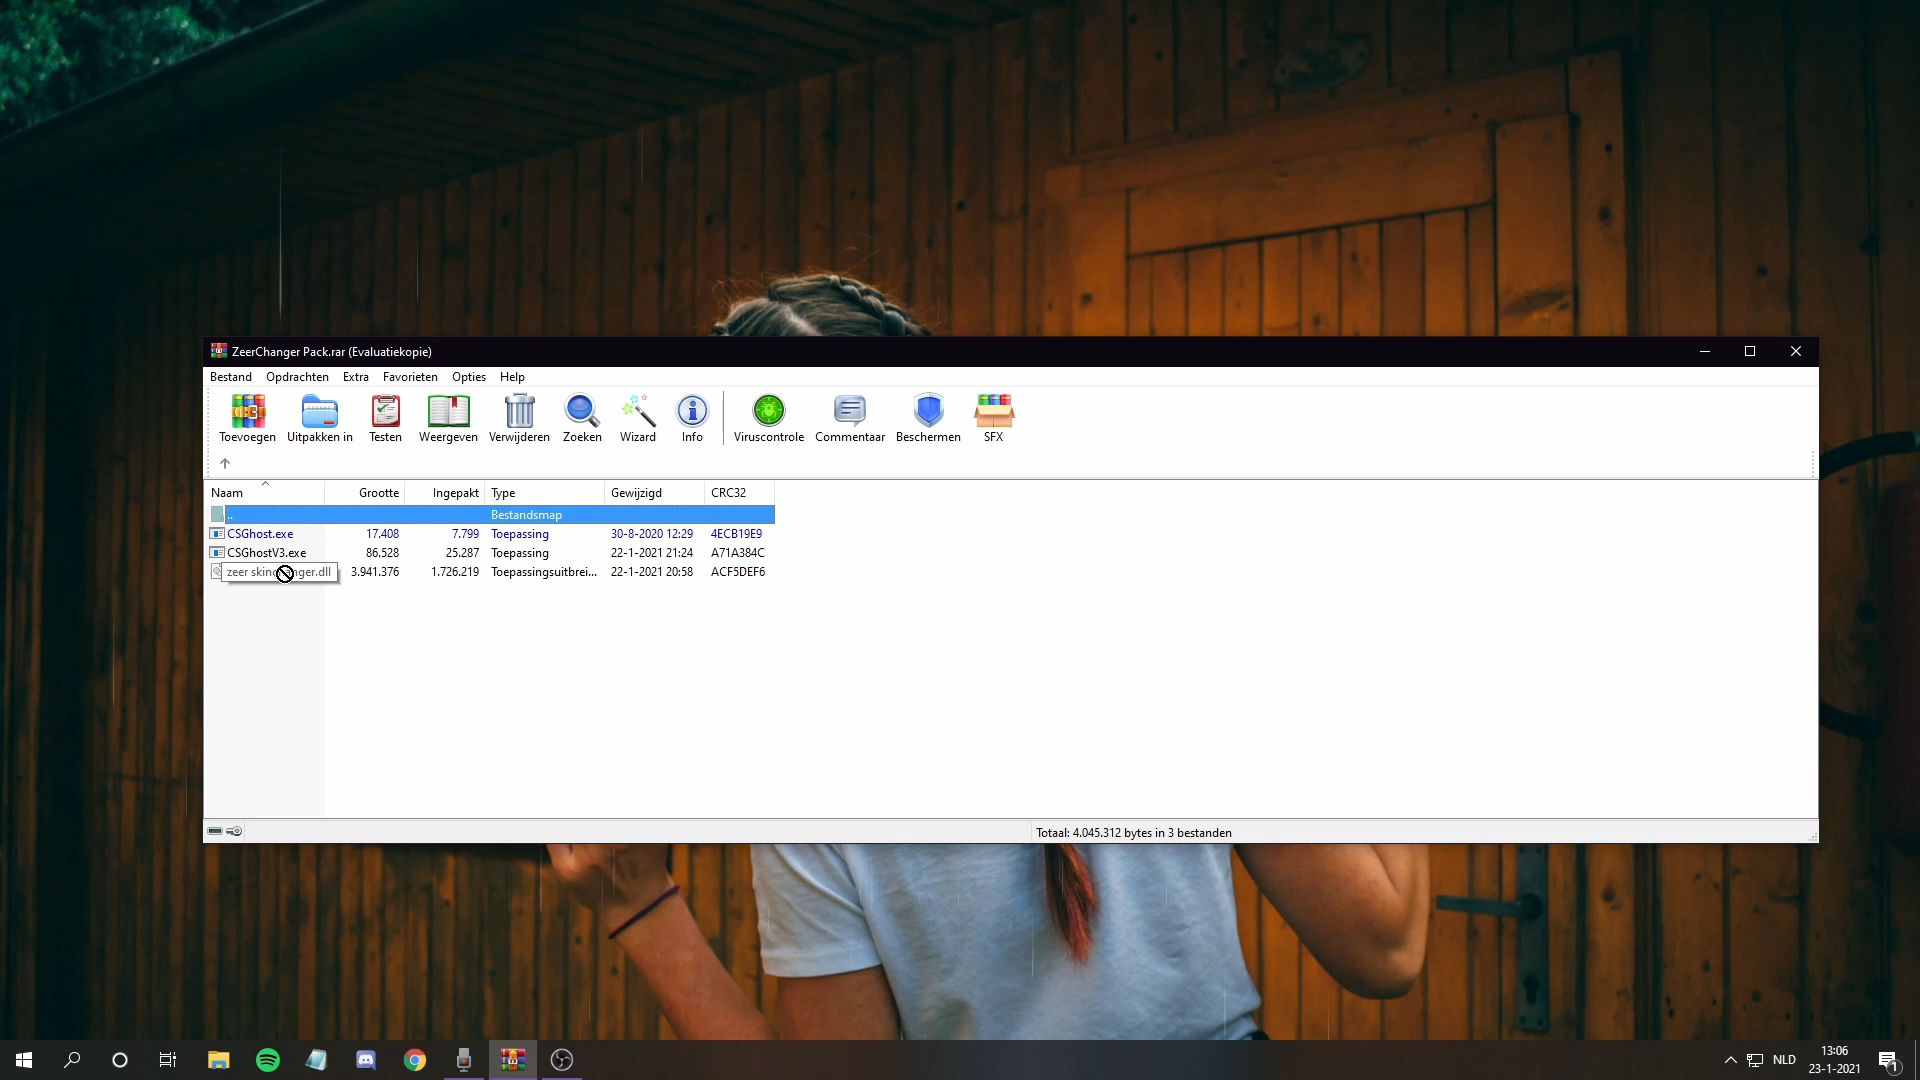 ZeerChanger Pack.rar (Evaluatiekopie)
Bestand Opdrachten Extra Favorieten Opties Help
Toevoegen Uitpakken in Testen Weergeven Verwijderen Zoeken Wizard Info Viruscontrole Commentaar Beschermen SFX
Naam Grootte Ingepakt Type Gewijzigd CRC32
.. Bestandsmap
CSGhost.exe 17.408 7.799 Toepassing 30-8-2020 12:29 4ECB19E9
CSGhostV3.exe 86.528 25.287 Toepassing 22-1-2021 21:24 A71A384C
zeer skinchanger.dll 3.941.376 1.726.219 Toepassingsuitbrei... 22-1-2021 20:58 ACF5DEF6
Totaal: 4.045.312 bytes in 3 bestanden
NLD
13:06
23-1-2021
1